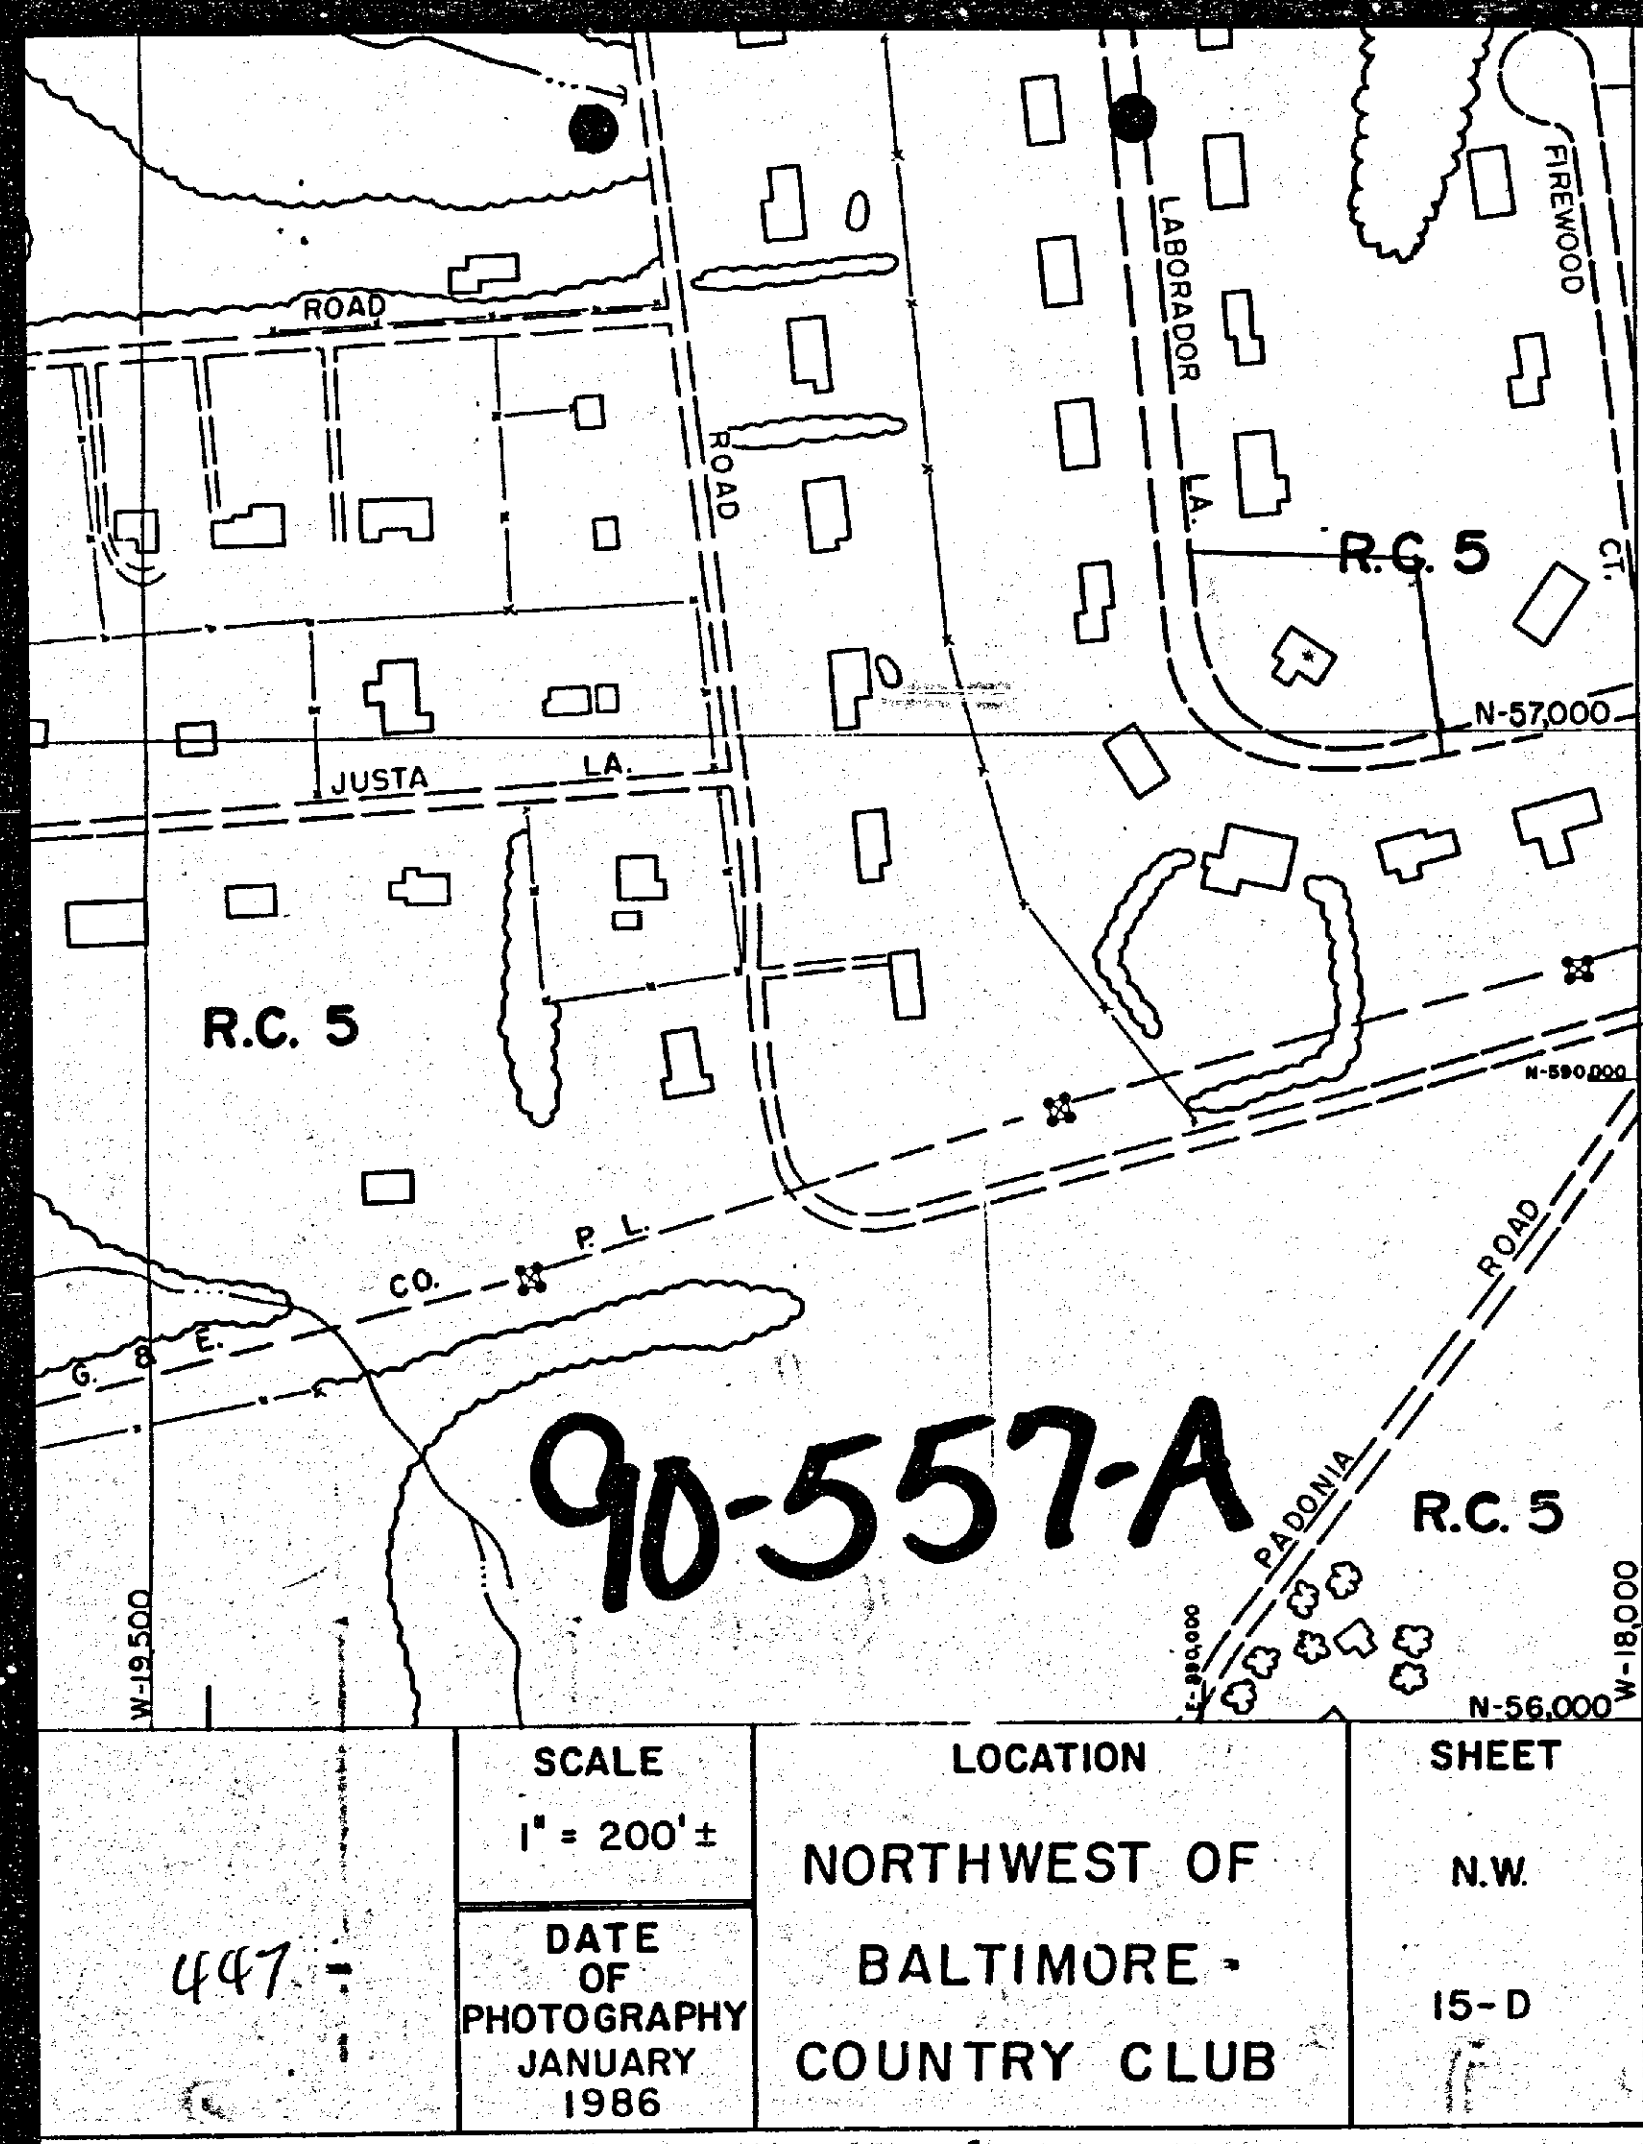 FIREWOOD
LABORADOR
ROAD
ROAD
LA.
R.C. 5
CT.
N-57,000
JUSTA LA.
R.C. 5
N-590,000
ROAD
G. & E. CO. P. L.
90-557-A
PADONIA
R.C. 5
W-19,500
E-890,000
W-18,000
N-56,000
SCALE
1" = 200' ±
DATE
OF
PHOTOGRAPHY
JANUARY
1986
LOCATION
NORTHWEST OF
BALTIMORE
COUNTRY CLUB
SHEET
N.W.
15-D
447